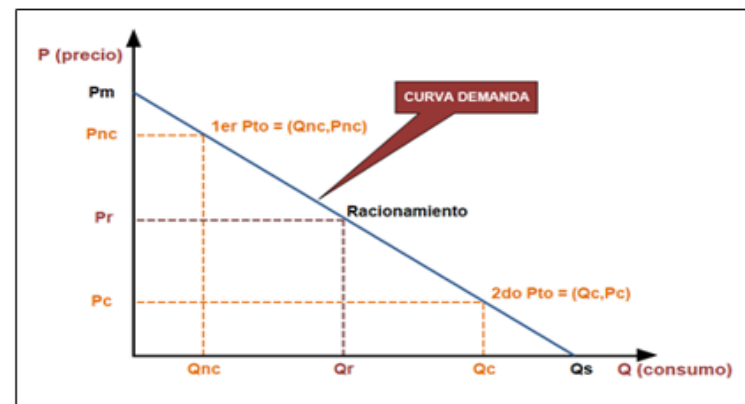 P (precio)
Pm
CURVA DEMANDA
Pnc
1er Pto = (Qnc,Pnc)
Pr
Racionamiento
Pc
2do Pto = (Qc,Pc)
Qnc
Qr
Qc
Qs
Q (consumo)